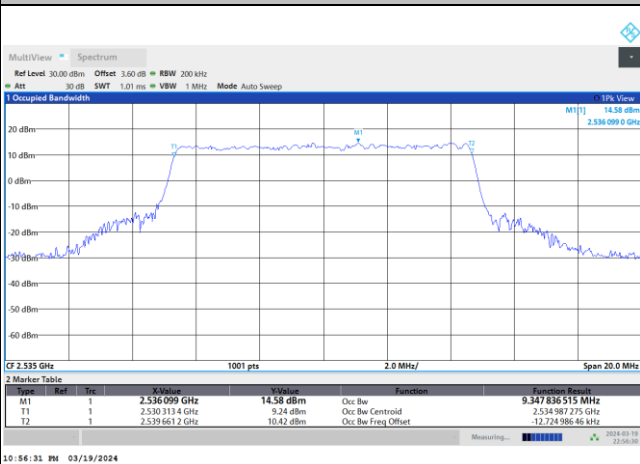 MultiView Spectrum
Ref Level 30.00 dBm Offset 3.60 dB RBW 200 kHz
Att 30 dB SWT 1.01 ms VBW 1 MHz Mode Auto Sweep
1 Occupied Bandwidth 1Pk View
M1[1] 14.58 dBm
2.536 099 0 GHz
20 dBm
M1
T1
T2
10 dBm
0 dBm
-10 dBm
-20 dBm
-30 dBm
-40 dBm
-50 dBm
-60 dBm
CF 2.535 GHz 1001 pts 2.0 MHz/ Span 20.0 MHz
2 Marker Table
Type Ref Trc X-Value Y-Value Function Function Result
M1 1 2.536 099 GHz 14.58 dBm Occ Bw 9.347 836 515 MHz
T1 1 2.530 313 4 GHz 9.24 dBm Occ Bw Centroid 2.534 987 275 GHz
T2 1 2.539 661 2 GHz 10.42 dBm Occ Bw Freq Offset -12.724 986 46 kHz
Measuring... 2024-03-19
22:56:30
10:56:31 PM 03/19/2024